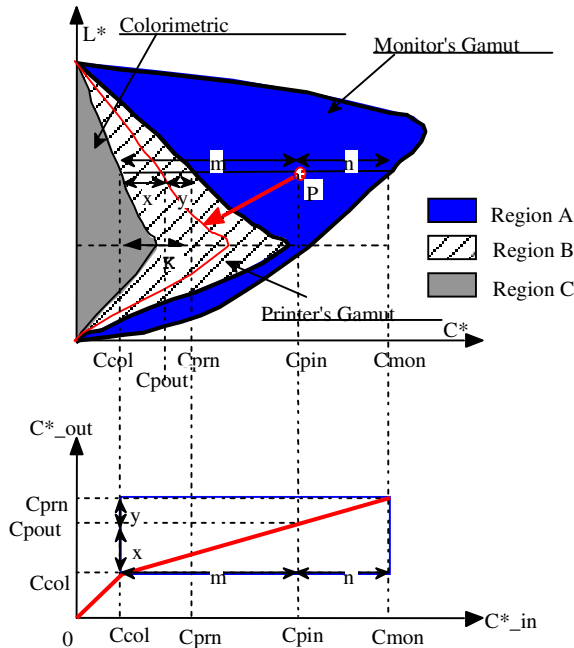 L*
Colorimetric
Monitor's Gamut
m
n
x
y
P
Region A
Region B
Region C
Printer's Gamut
C*
Ccol
Cprn
Cpin
Cmon
Cpout
C*_out
Cprn
y
Cpout
x
m
n
Ccol
0
Ccol
Cprn
Cpin
Cmon
C*_in